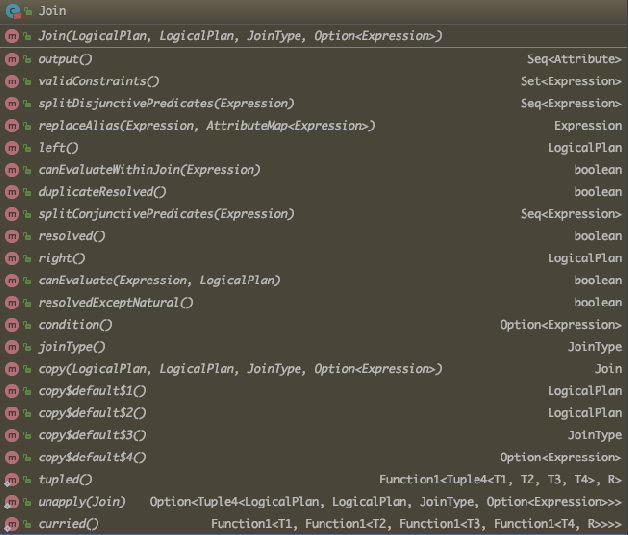 Join
Join(LogicalPlan, LogicalPlan, JoinType, Option<Expression>)
output() Seq<Attribute>
validConstraints() Set<Expression>
splitDisjunctivePredicates(Expression) Seq<Expression>
replaceAlias(Expression, AttributeMap<Expression>) Expression
left() LogicalPlan
canEvaluateWithinJoin(Expression) boolean
duplicateResolved() boolean
splitConjunctivePredicates(Expression) Seq<Expression>
resolved() boolean
right() LogicalPlan
canEvaluate(Expression, LogicalPlan) boolean
resolvedExceptNatural() boolean
condition() Option<Expression>
joinType() JoinType
copy(LogicalPlan, LogicalPlan, JoinType, Option<Expression>) Join
copy$default$1() LogicalPlan
copy$default$2() LogicalPlan
copy$default$3() JoinType
copy$default$4() Option<Expression>
tupled() Function1<Tuple4<T1, T2, T3, T4>, R>
unapply(Join) Option<Tuple4<LogicalPlan, LogicalPlan, JoinType, Option<Expression>>>
curried() Function1<T1, Function1<T2, Function1<T3, Function1<T4, R>>>>